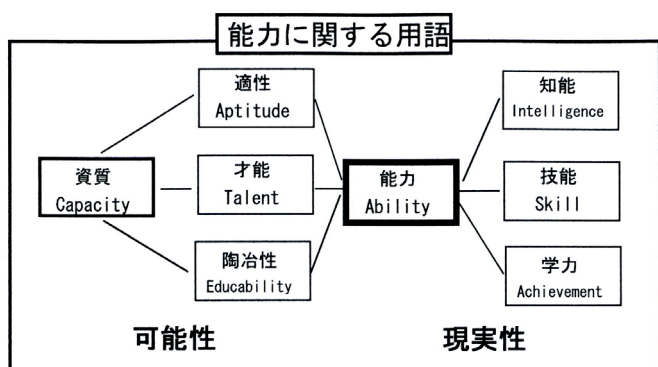 能力に関する用語
適性
Aptitude
知能
Intelligence
資質
Capacity
才能
Talent
能力
Ability
技能
Skill
陶冶性
Educability
学力
Achievement
可能性
現実性